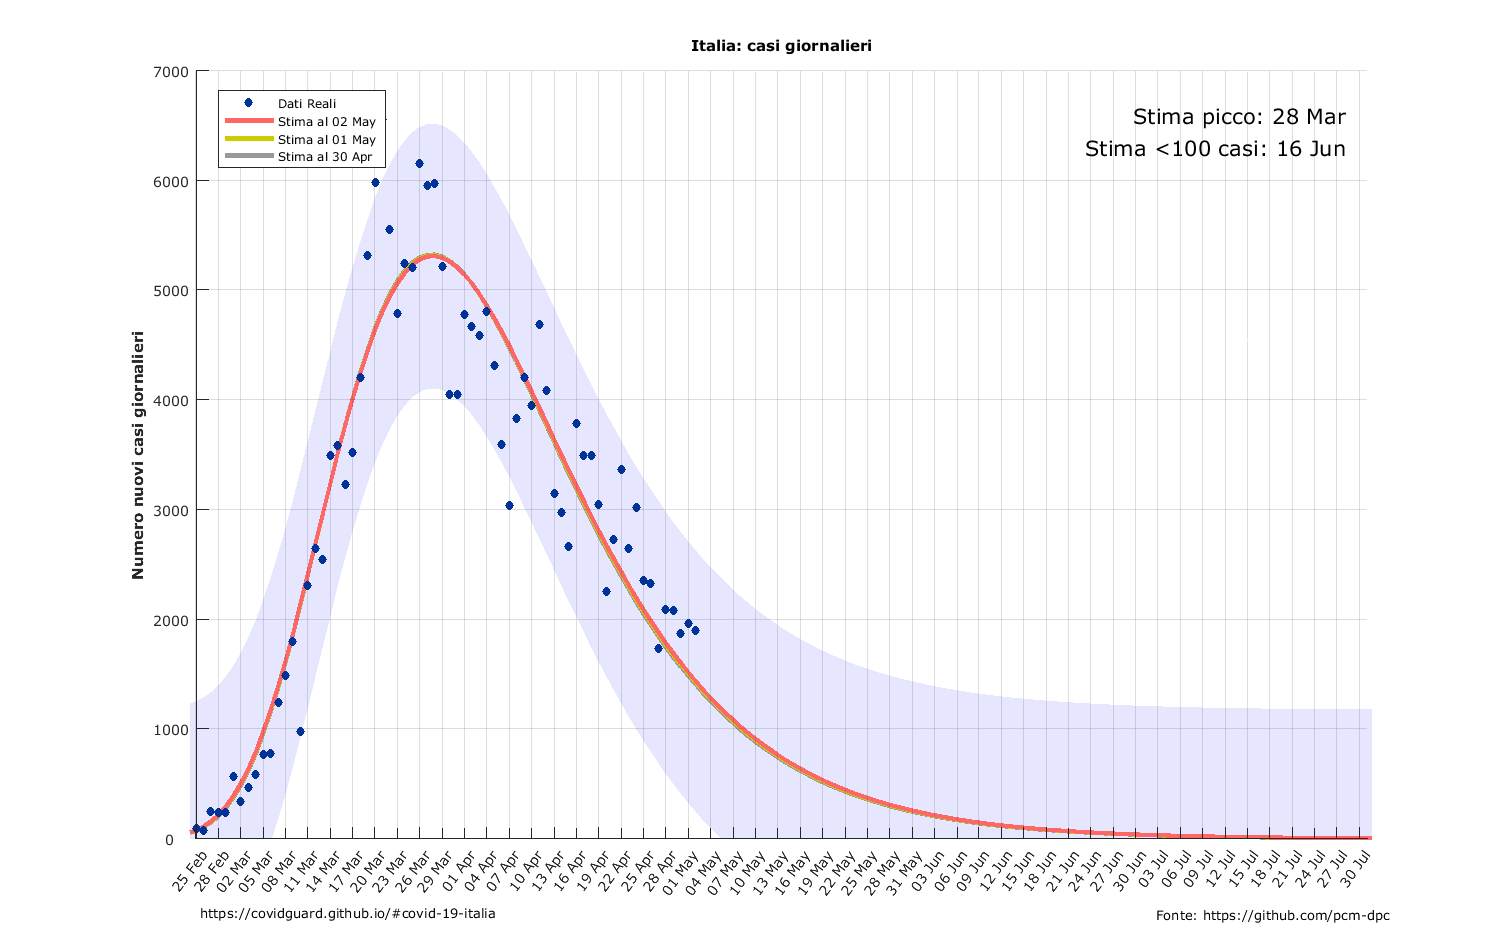 Italia: casi giornalieri
7000
6000
5000
4000
3000
2000
1000
0
Numero nuovi casi giornalieri
Dati Reali
Stima al 02 May
Stima al 01 May
Stima al 30 Apr
Stima picco: 28 Mar
Stima <100 casi: 16 Jun
25 Feb
28 Feb
02 Mar
05 Mar
08 Mar
11 Mar
14 Mar
17 Mar
20 Mar
23 Mar
26 Mar
29 Mar
01 Apr
04 Apr
07 Apr
10 Apr
13 Apr
16 Apr
19 Apr
22 Apr
25 Apr
28 Apr
01 May
04 May
07 May
10 May
13 May
16 May
19 May
22 May
25 May
28 May
31 May
03 Jun
06 Jun
09 Jun
12 Jun
15 Jun
18 Jun
21 Jun
24 Jun
27 Jun
30 Jun
03 Jul
06 Jul
09 Jul
12 Jul
15 Jul
18 Jul
21 Jul
24 Jul
27 Jul
30 Jul
https://covidguard.github.io/#covid-19-italia
Fonte: https://github.com/pcm-dpc